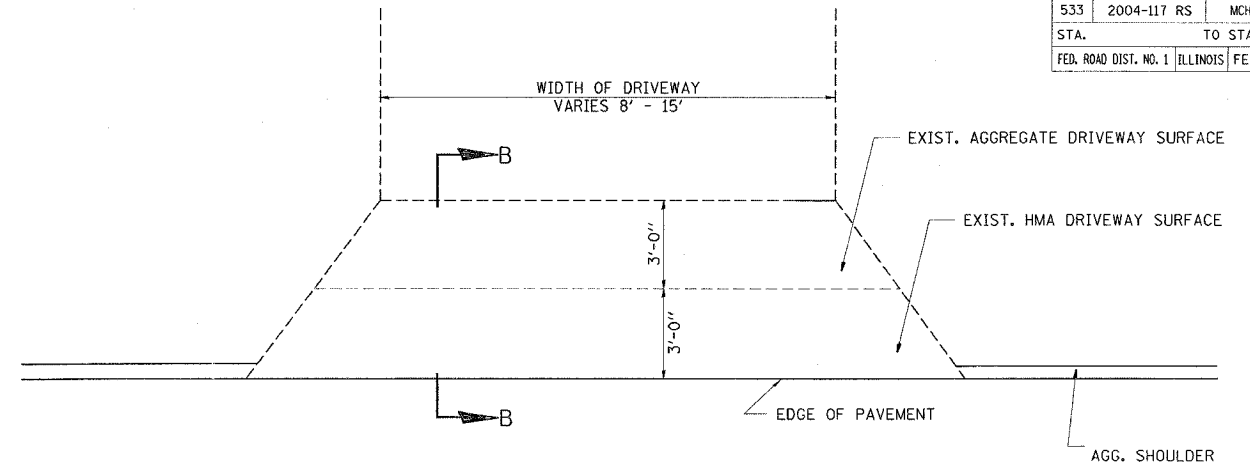 533 2004-117 RS MCH
STA. TO STA
FED. ROAD DIST. NO. 1 ILLINOIS FE
WIDTH OF DRIVEWAY
VARIES 8' - 15'
EXIST. AGGREGATE DRIVEWAY SURFACE
B
EXIST. HMA DRIVEWAY SURFACE
3'-0"
3'-0"
B
EDGE OF PAVEMENT
AGG. SHOULDER